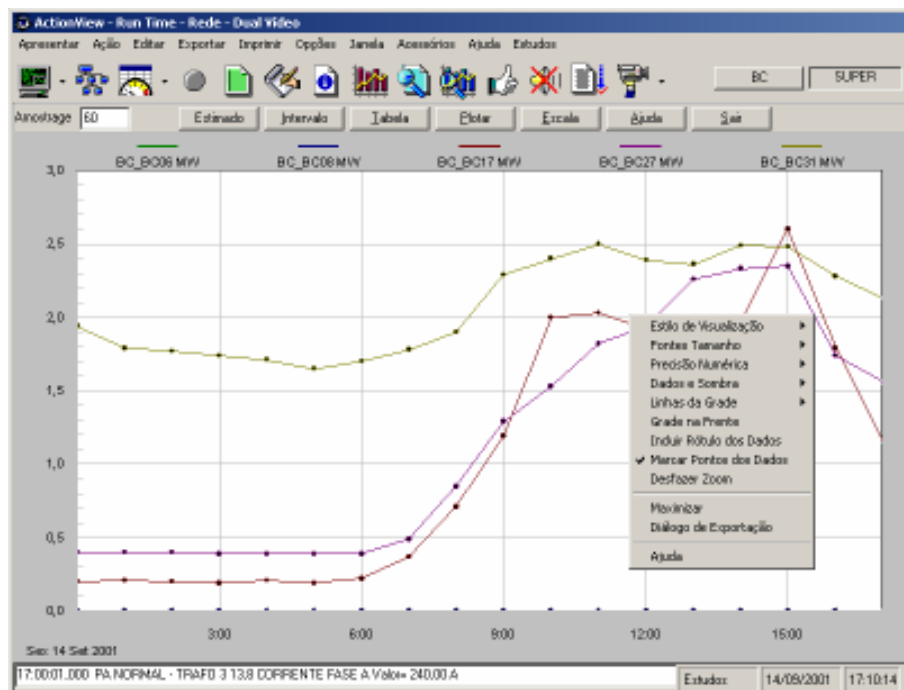 ActionView - Run Time - Rede - Dual Vídeo
Apresentar Ação Editar Exportar Imprimir Opções Janela Acessórios Ajuda Estudos
BC SUPER
Amostrage 60 Estimado Intervalo Tabela Plotar Escala Ajuda Sair
BC_BC06 MW BC_BC08 MW BC_BC17 MW BC_BC27 MW BC_BC31 MW
3,0
2,5
2,0
1,5
1,0
0,5
0,0
Estilo de Visualização
Fontes Tamanho
Precisão Numérica
Dados e Sombra
Linhas da Grade
Grade na Frente
Incluir Rótulo dos Dados
Marcar Pontos dos Dados
Desfazer Zoom
Maximizar
Diálogo de Exportação
Ajuda
3:00 6:00 9:00 12:00 15:00
Sex 14 Set 2001
17:00:01,000 PA NORMAL - TRAFO 3 13,8 CORRENTE FASE A Valor= 240,00 A
Estudos 14/09/2001 17:10:14